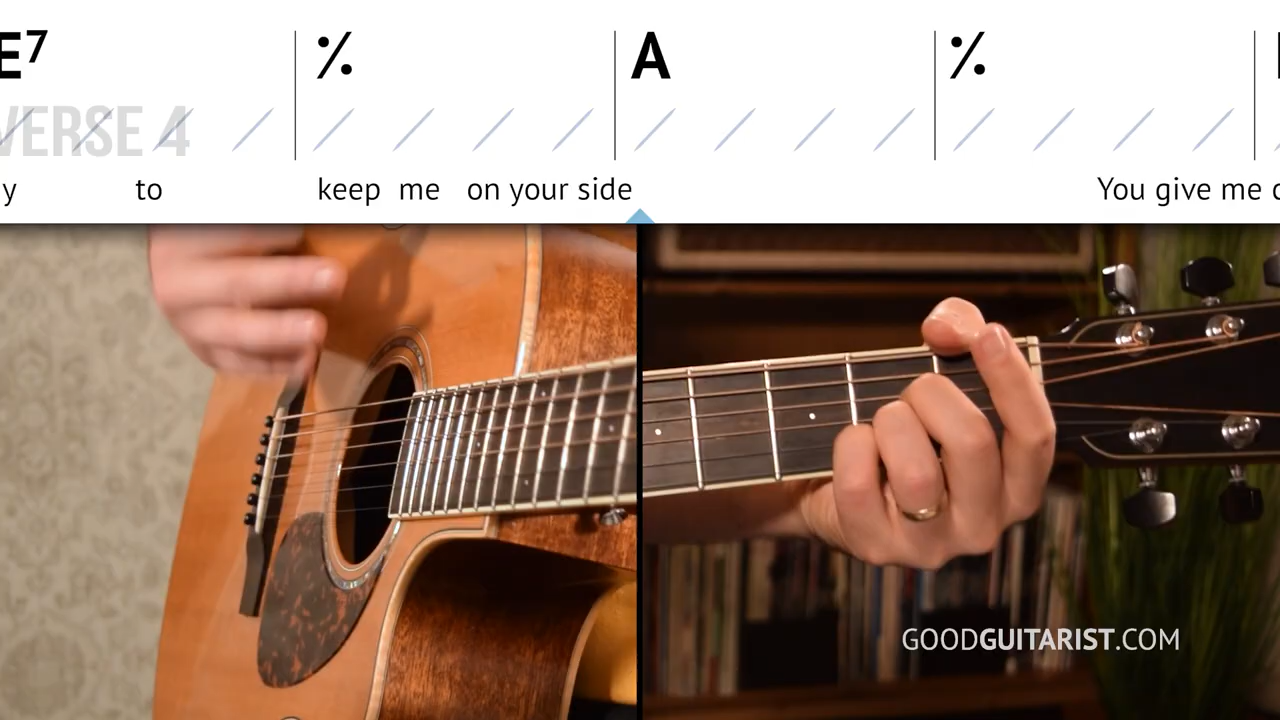 E⁷ % A %
VERSE 4
y to keep me on your side You give me
GOODGUITARIST.COM